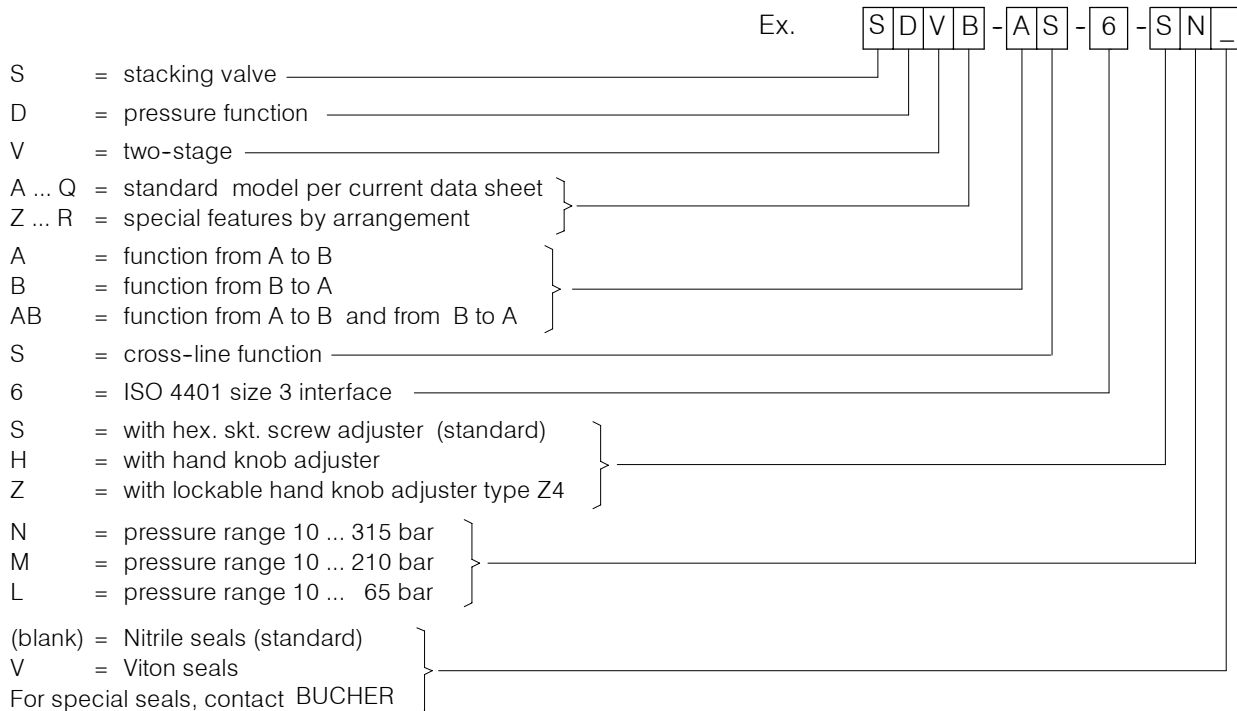 Ex. SDVB-AS-6-SN_
S = stacking valve
D = pressure function
V = two-stage
A ... Q = standard model per current data sheet
Z ... R = special features by arrangement
A = function from A to B
B = function from B to A
AB = function from A to B and from B to A
S = cross-line function
6 = ISO 4401 size 3 interface
S = with hex. skt. screw adjuster (standard)
H = with hand knob adjuster
Z = with lockable hand knob adjuster type Z4
N = pressure range 10 ... 315 bar
M = pressure range 10 ... 210 bar
L = pressure range 10 ... 65 bar
(blank) = Nitrile seals (standard)
V = Viton seals
For special seals, contact BUCHER